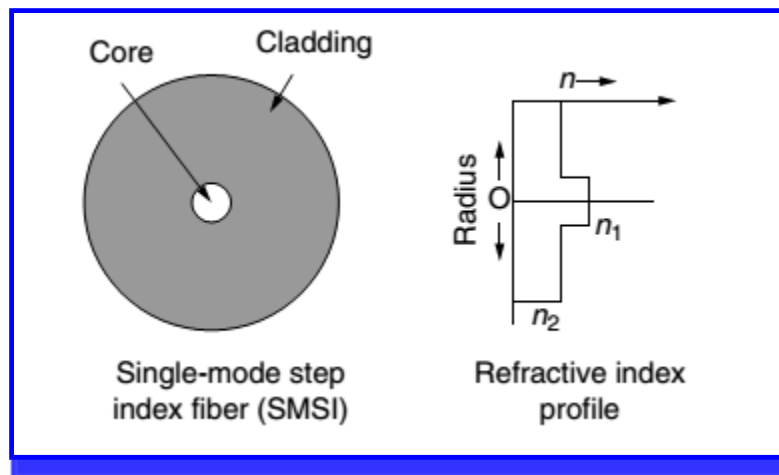 Core
Cladding
Single-mode step
index fiber (SMSI)
n
Radius
O
n1
n2
Refractive index
profile